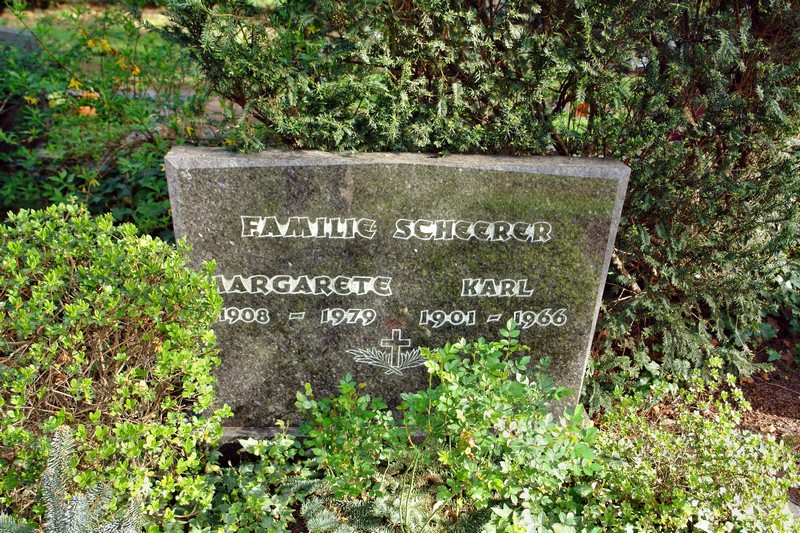 FAMILIE SCHEERER
MARGARETE KARL
1908 – 1979 1901 – 1966